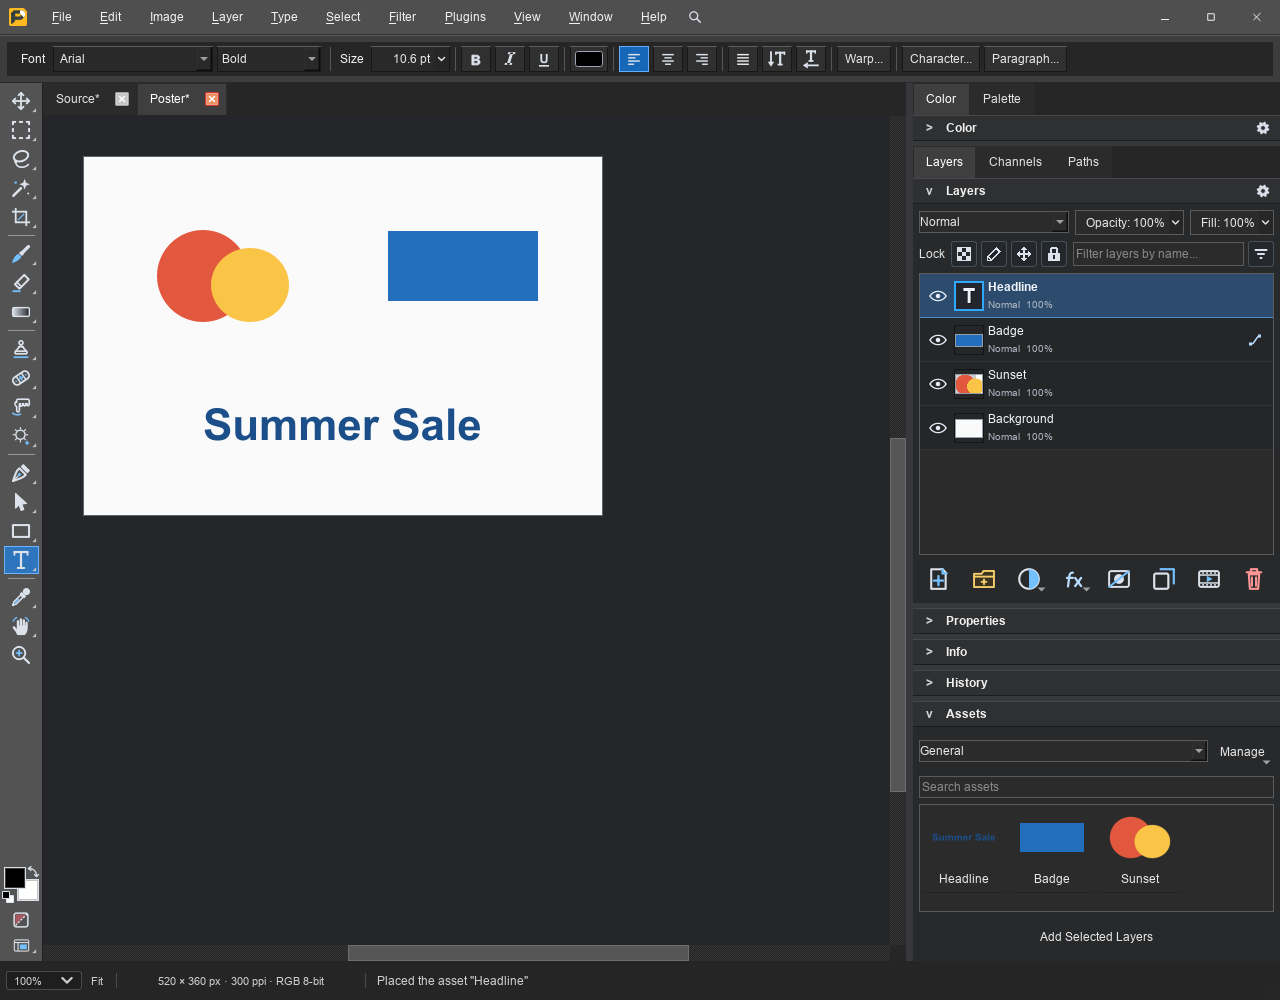 File Edit Image Layer Type Select Filter Plugins View Window Help
Font Arial Bold Size 10.6 pt B I U Warp... Character... Paragraph...
Source* Poster*
Summer Sale
Color Palette
> Color
Layers Channels Paths
v Layers
Normal Opacity: 100% Fill: 100%
Lock Filter layers by name...
T Headline
Normal 100%
Badge
Normal 100%
Sunset
Normal 100%
Background
Normal 100%
fx
> Properties
> Info
> History
v Assets
General Manage
Search assets
Summer Sale
Headline Badge Sunset
Add Selected Layers
100% Fit 520 × 360 px · 300 ppi · RGB 8-bit Placed the asset "Headline"